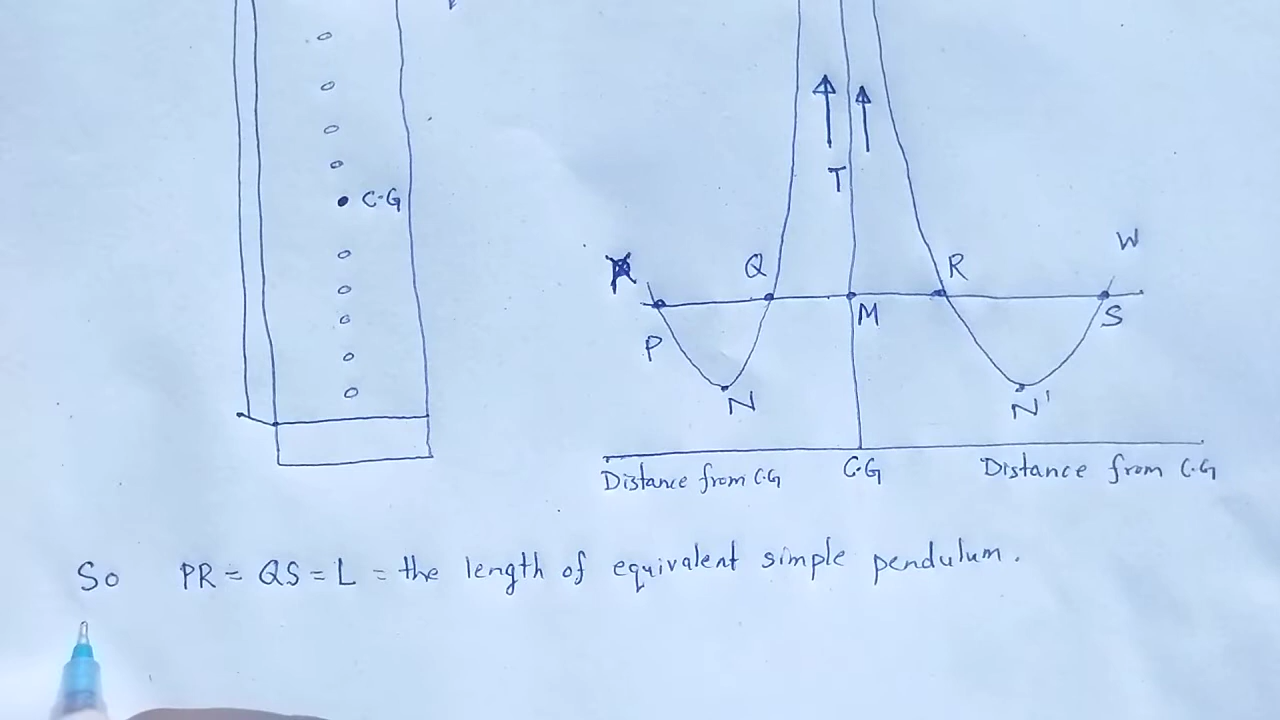 C.G
T
W
Q
R
M
S
P
N
N'
C.G
Distance from C.G
Distance from C.G
So PR = QS = L = the length of equivalent simple pendulum.